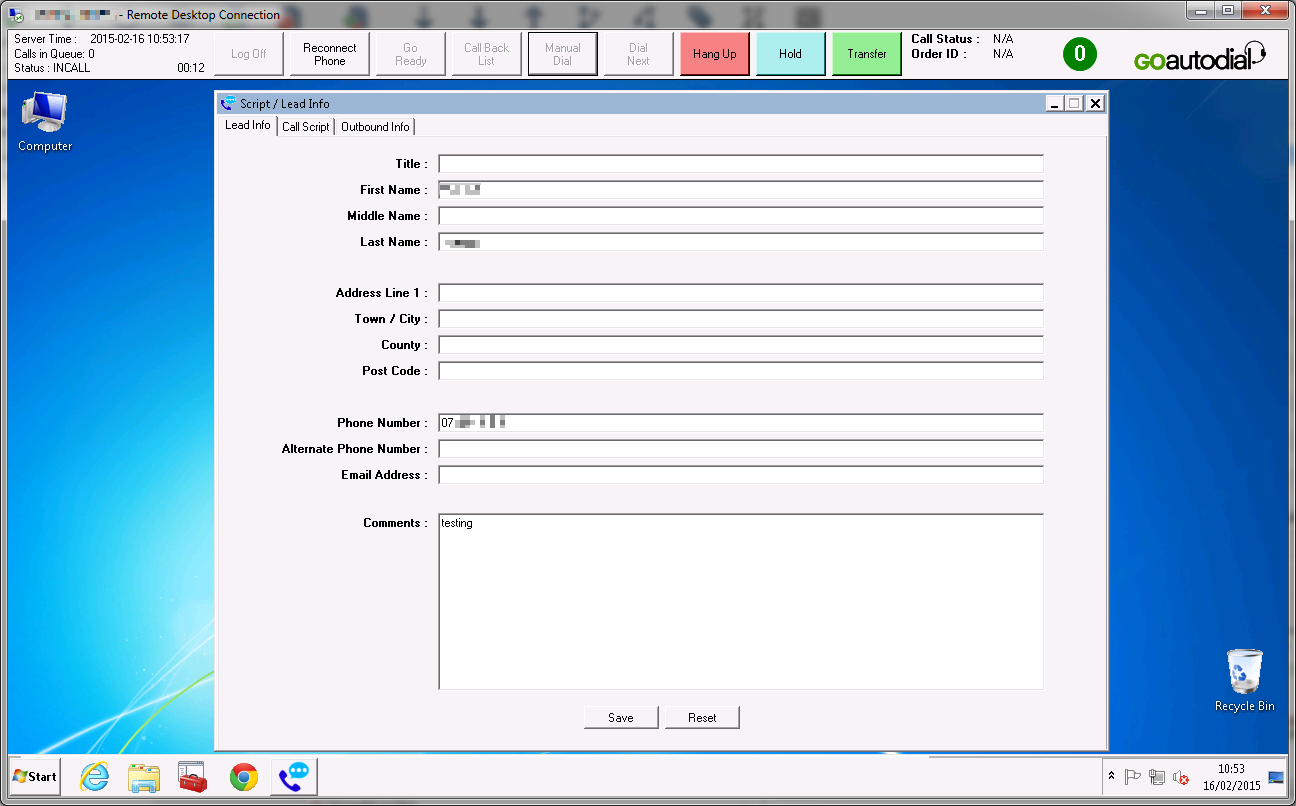 - Remote Desktop Connection
Server Time : 2015-02-16 10:53:17
Calls in Queue: 0
Status : INCALL 00:12
Log Off
Reconnect
Phone
Go
Ready
Call Back
List
Manual
Dial
Dial
Next
Hang Up
Hold
Transfer
Call Status : N/A
Order ID : N/A
0
GOautodial
Computer
Script / Lead Info
Lead Info Call Script Outbound Info
Title :
First Name :
Middle Name :
Last Name :
Address Line 1 :
Town / City :
County :
Post Code :
Phone Number : 07
Alternate Phone Number :
Email Address :
Comments : testing
Save Reset
Recycle Bin
Start
10:53
16/02/2015